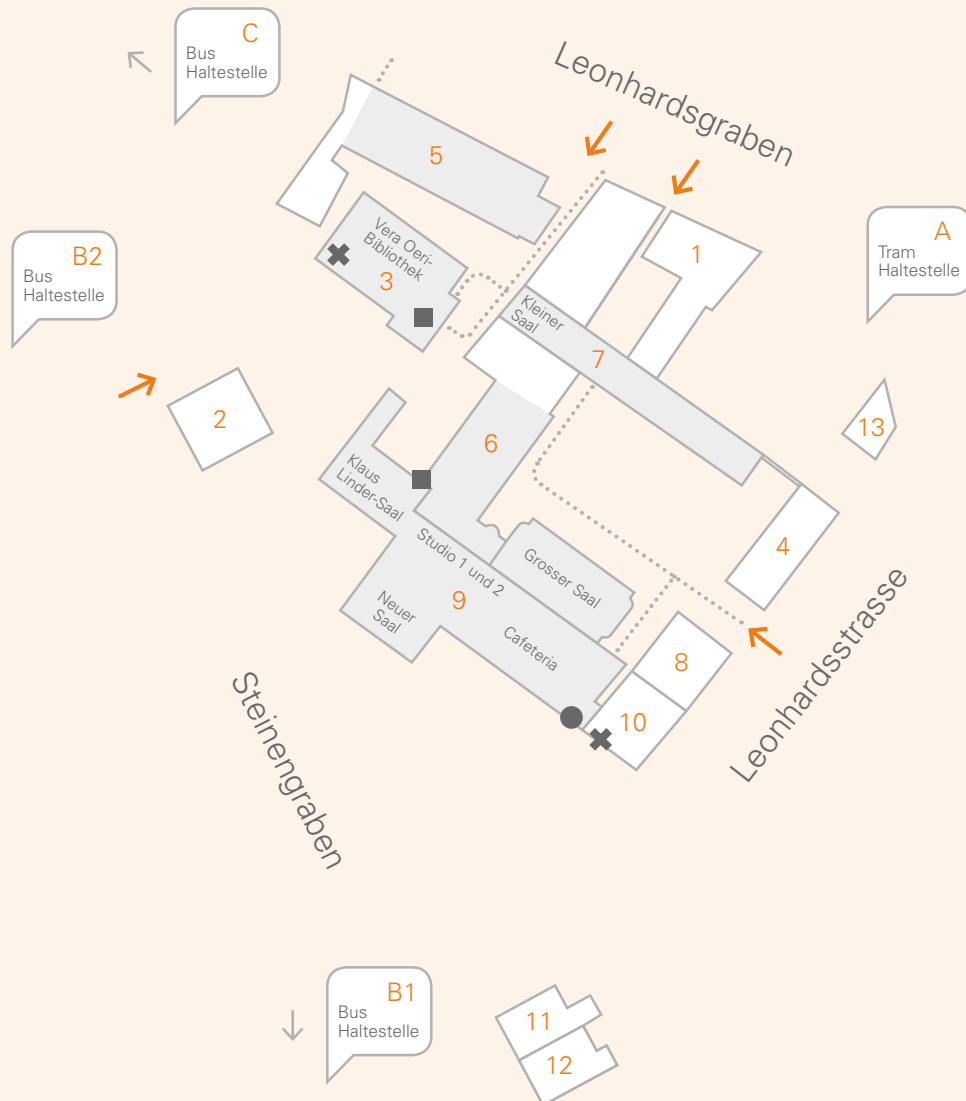 C
Bus
Haltestelle
Leonhardsgraben
5
Vera Oeri-
Bibliothek
3
1
A
Tram
Haltestelle
B2
Bus
Haltestelle
Kleiner
Saal
7
2
13
6
Klaus
Linder-Saal
4
Studio 1 und 2
Grosser Saal
9
Neuer
Saal
Cafeteria
8
10
Leonhardsstrasse
Steinengraben
B1
Bus
Haltestelle
11
12